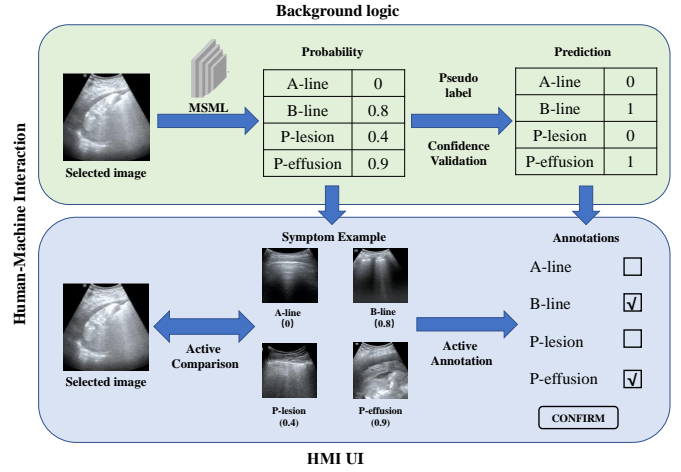 Background logic
Human-Machine Interaction
Selected image
MSML
Probability
A-line 0
B-line 0.8
P-lesion 0.4
P-effusion 0.9
Pseudo
label
Confidence
Validation
Prediction
A-line 0
B-line 1
P-lesion 0
P-effusion 1
Selected image
Active
Comparison
Symptom Example
A-line
(0)
B-line
(0.8)
P-lesion
(0.4)
P-effusion
(0.9)
Active
Annotation
Annotations
A-line
B-line √
P-lesion
P-effusion √
CONFIRM
HMI UI